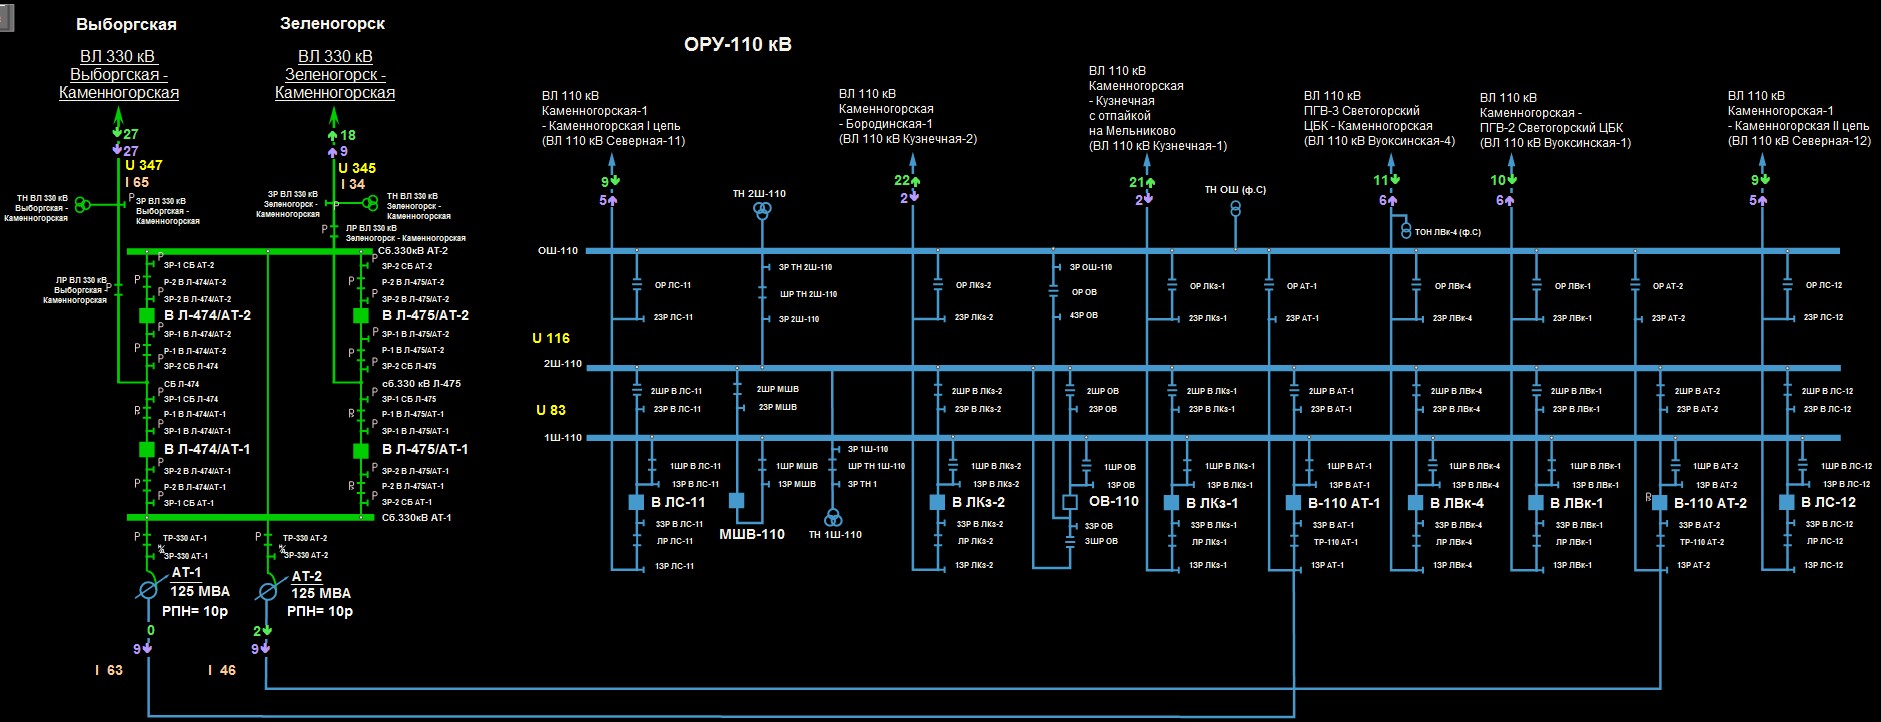 Выборгская
Зеленогорск
ОРУ-110 кВ
ВЛ 330 кВ
Выборгская -
Каменногорская
ВЛ 330 кВ
Зеленогорск -
Каменногорская
27
27
U 347
I 65
18
9
U 345
I 34
ТН ВЛ 330 кВ
Выборгская -
Каменногорская
P
ЗР ВЛ 330 кВ
Выборгская -
Каменногорская
ЗР ВЛ 330 кВ
Зеленогорск -
Каменногорская
P
ТН ВЛ 330 кВ
Зеленогорск -
Каменногорская
P
ЛР ВЛ 330 кВ
Зеленогорск - Каменногорская
Сб.330кВ АТ-2
P
ЗР-1 СБ АТ-2
P
Р-2 В Л-474/АТ-2
ЗР-2 В Л-474/АТ-2
В Л-474/АТ-2
P
ЗР-1 В Л-474/АТ-2
P
Р-1 В Л-474/АТ-2
ЗР-2 СБ Л-474
СБ Л-474
ЗР-1 СБ Л-474
Р-1 В Л-474/АТ-1
ЗР-1 В Л-474/АТ-1
В Л-474/АТ-1
P
ЗР-2 В Л-474/АТ-1
P
Р-2 В Л-474/АТ-1
ЗР-1 СБ АТ-1
ЛР ВЛ 330 кВ
Выборгская -
Каменногорская
P
P
ЗР-2 СБ АТ-2
P
Р-2 В Л-475/АТ-2
ЗР-2 В Л-475/АТ-2
В Л-475/АТ-2
P
ЗР-1 В Л-475/АТ-2
P
Р-1 В Л-475/АТ-2
ЗР-2 СБ Л-475
сб.330 кВ Л-475
ЗР-1 СБ Л-475
Р-1 В Л-475/АТ-1
ЗР-1 В Л-475/АТ-1
В Л-475/АТ-1
P
ЗР-2 В Л-475/АТ-1
Р-2 В Л-475/АТ-1
ЗР-2 СБ АТ-1
Сб.330кВ АТ-1
P
ТР-330 АТ-1
ЗР-330 АТ-1
P
ТР-330 АТ-2
ЗР-330 АТ-2
АТ-1
125 МВА
РПН= 10р
АТ-2
125 МВА
РПН= 10р
0
9
I 63
2
9
I 46
ВЛ 110 кВ
Каменногорская-1
- Каменногорская I цепь
(ВЛ 110 кВ Северная-11)
9
5
ВЛ 110 кВ
Каменногорская
- Бородинская-1
(ВЛ 110 кВ Кузнечная-2)
22
2
ВЛ 110 кВ
Каменногорская
- Кузнечная
с отпайкой
на Мельниково
(ВЛ 110 кВ Кузнечная-1)
21
2
ВЛ 110 кВ
ПГВ-3 Светогорский
ЦБК - Каменногорская
(ВЛ 110 кВ Вуоксинская-4)
11
6
ВЛ 110 кВ
Каменногорская -
ПГВ-2 Светогорский ЦБК
(ВЛ 110 кВ Вуоксинская-1)
10
6
ВЛ 110 кВ
Каменногорская-1
- Каменногорская II цепь
(ВЛ 110 кВ Северная-12)
9
5
ТН 2Ш-110
ТН ОШ (ф.С)
ТОН ЛВк-4 (ф.С)
ОШ-110
ЗР ТН 2Ш-110
ЗР ОШ-110
ОР ЛС-11
ШР ТН 2Ш-110
ОР ЛКз-2
ОР ОВ
ОР ЛКз-1
ОР АТ-1
ОР ЛВк-4
ОР ЛВк-1
ОР АТ-2
ОР ЛС-12
2ЗР ЛС-11
ЗР 2Ш-110
2ЗР ЛКз-2
4ЗР ОВ
2ЗР ЛКз-1
2ЗР АТ-1
2ЗР ЛВк-4
2ЗР ЛВк-1
2ЗР АТ-2
2ЗР ЛС-12
U 116
2Ш-110
2ШР В ЛС-11
2ШР МШВ
2ШР В ЛКз-2
2ШР ОВ
2ШР В ЛКз-1
2ШР В АТ-1
2ШР В ЛВк-4
2ШР В ЛВк-1
2ШР В АТ-2
2ШР В ЛС-12
U 83
2ЗР В ЛС-11
2ЗР МШВ
2ЗР В ЛКз-2
2ЗР ОВ
2ЗР В ЛКз-1
2ЗР В АТ-1
2ЗР В ЛВк-4
2ЗР В ЛВк-1
2ЗР В АТ-2
2ЗР В ЛС-12
1Ш-110
ЗР 1Ш-110
1ШР В ЛС-11
1ШР МШВ
ШР ТН 1Ш-110
1ШР В ЛКз-2
1ШР ОВ
1ШР В ЛКз-1
1ШР В АТ-1
1ШР В ЛВк-4
1ШР В ЛВк-1
1ШР В АТ-2
1ШР В ЛС-12
1ЗР В ЛС-11
1ЗР МШВ
ЗР ТН 1
1ЗР В ЛКз-2
1ЗР ОВ
1ЗР В ЛКз-1
1ЗР В АТ-1
1ЗР В ЛВк-4
1ЗР В ЛВк-1
1ЗР В АТ-2
1ЗР В ЛС-12
В ЛС-11
В ЛКз-2
ОВ-110
В ЛКз-1
В-110 АТ-1
В ЛВк-4
В ЛВк-1
В-110 АТ-2
В ЛС-12
3ЗР В ЛС-11
МШВ-110
ТН 1Ш-110
3ЗР В ЛКз-2
3ЗР ОВ
3ЗР В ЛКз-1
3ЗР В АТ-1
3ЗР В ЛВк-4
3ЗР В ЛВк-1
3ЗР В АТ-2
3ЗР В ЛС-12
ЛР ЛС-11
ЛР ЛКз-2
3ШР ОВ
ЛР ЛКз-1
ТР-110 АТ-1
ЛР ЛВк-4
ЛР ЛВк-1
ТР-110 АТ-2
ЛР ЛС-12
1ЗР ЛС-11
1ЗР ЛКз-2
1ЗР ЛКз-1
1ЗР АТ-1
1ЗР ЛВк-4
1ЗР ЛВк-1
1ЗР АТ-2
1ЗР ЛС-12